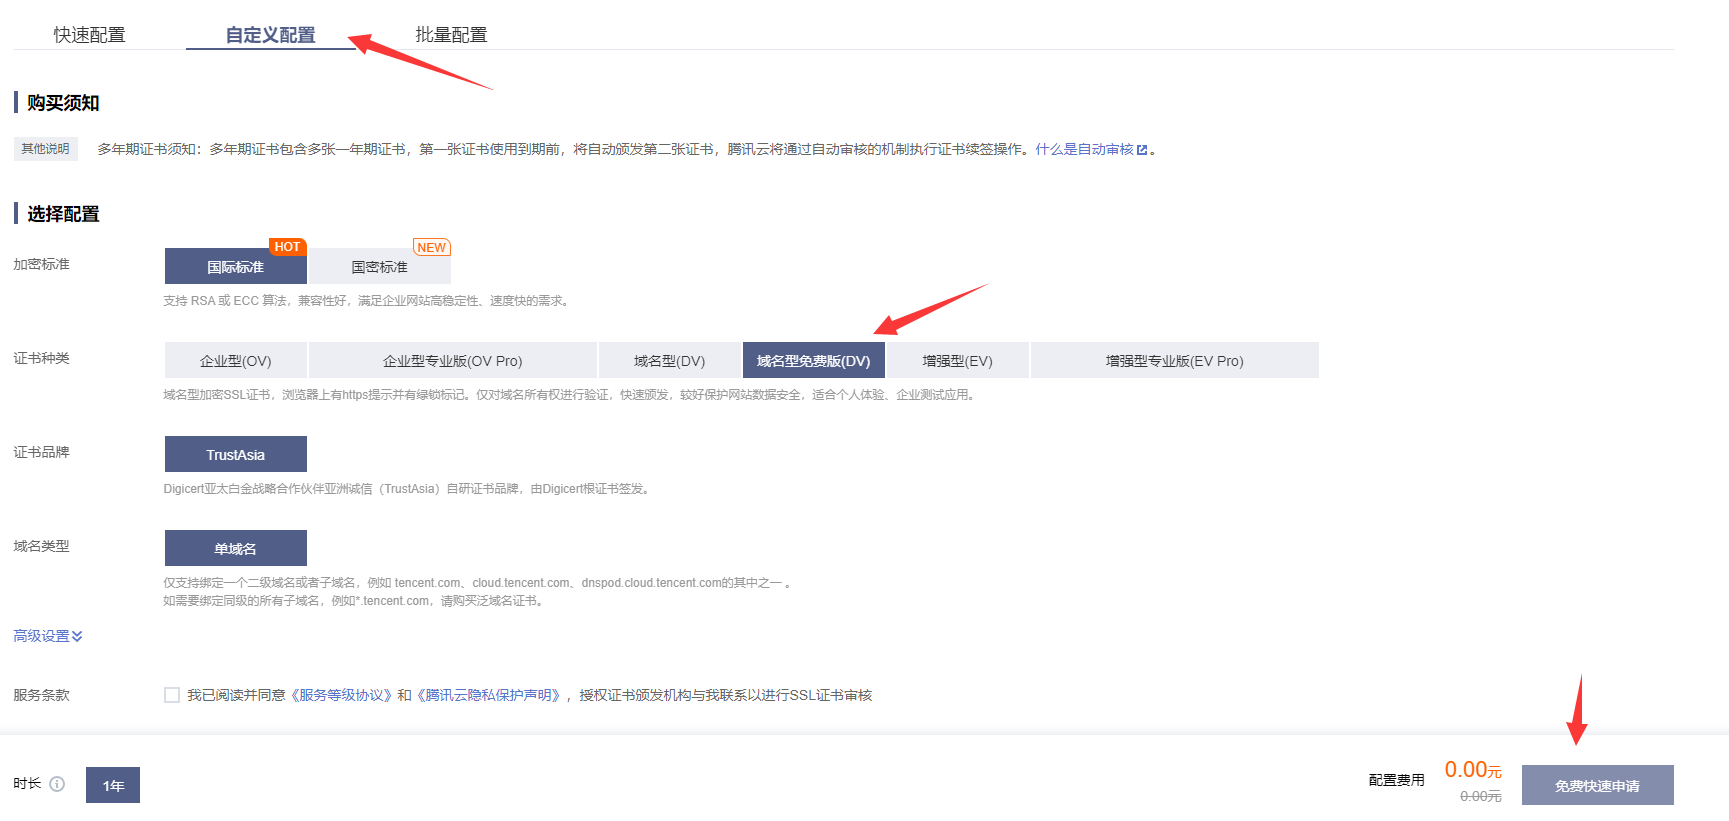 快速配置 自定义配置 批量配置
购买须知
其他说明 多年期证书须知：多年期证书包含多张一年期证书，第一张证书使用到期前，将自动颁发第二张证书，腾讯云将通过自动审核的机制执行证书续签操作。什么是自动审核。
选择配置
加密标准 国际标准 HOT 国密标准 NEW
支持 RSA 或 ECC 算法，兼容性好，满足企业网站高稳定性、速度快的需求。
证书种类 企业型(OV) 企业型专业版(OV Pro) 域名型(DV) 域名型免费版(DV) 增强型(EV) 增强型专业版(EV Pro)
域名型加密SSL证书，浏览器上有https提示并有绿锁标记。仅对域名所有权进行验证，快速颁发，较好保护网站数据安全，适合个人体验、企业测试应用。
证书品牌 TrustAsia
Digicert亚太白金战略合作伙伴亚洲诚信（TrustAsia）自研证书品牌，由Digicert根证书签发。
域名类型 单域名
仅支持绑定一个二级域名或者子域名，例如 tencent.com、cloud.tencent.com、dnspod.cloud.tencent.com的其中之一 。
如需要绑定同级的所有子域名，例如*.tencent.com，请购买泛域名证书。
高级设置
服务条款 我已阅读并同意《服务等级协议》和《腾讯云隐私保护声明》，授权证书颁发机构与我联系以进行SSL证书审核
时长 1年 配置费用 0.00元 免费快速申请
0.00元